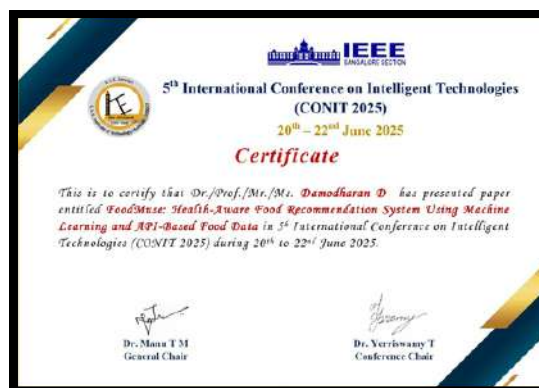 IEEE
BANGALORE SECTION
5th International Conference on Intelligent Technologies
(CONIT 2025)
20th – 22nd June 2025
Certificate
This is to certify that Dr./Prof./Mr./Ms. Damodharan D has presented paper
entitled FoodMuse: Health-Aware Food Recommendation System Using Machine
Learning and API-Based Food Data in 5th International Conference on Intelligent
Technologies (CONIT 2025) during 20th to 22nd June 2025.
Dr. Manu T M
General Chair
Dr. Yerriswamy T
Conference Chair